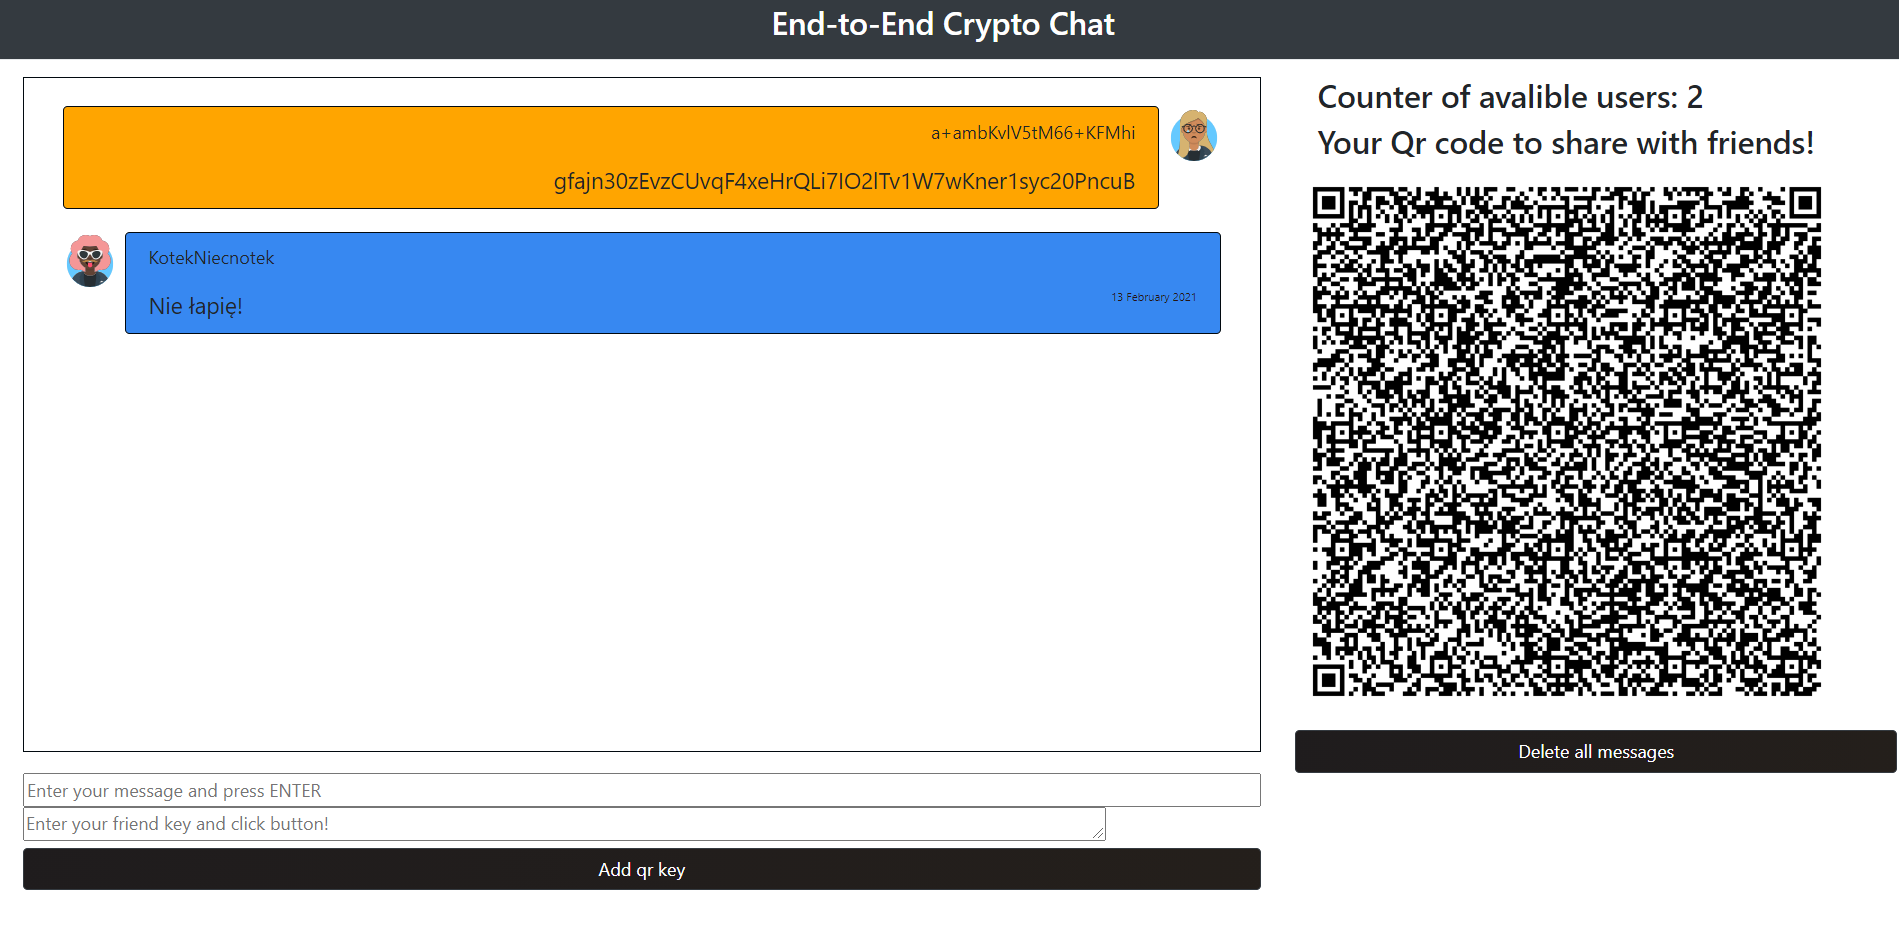 End-to-End Crypto Chat
a+ambKvlV5tM66+KFMhi
gfajn30zEvzCUvqF4xeHrQLi7IO2lTv1W7wKner1syc20PncuB
KotekNiecnotek
Nie łapię!
13 February 2021
Enter your message and press ENTER
Enter your friend key and click button!
Add qr key
Counter of avalible users: 2
Your Qr code to share with friends!
Delete all messages